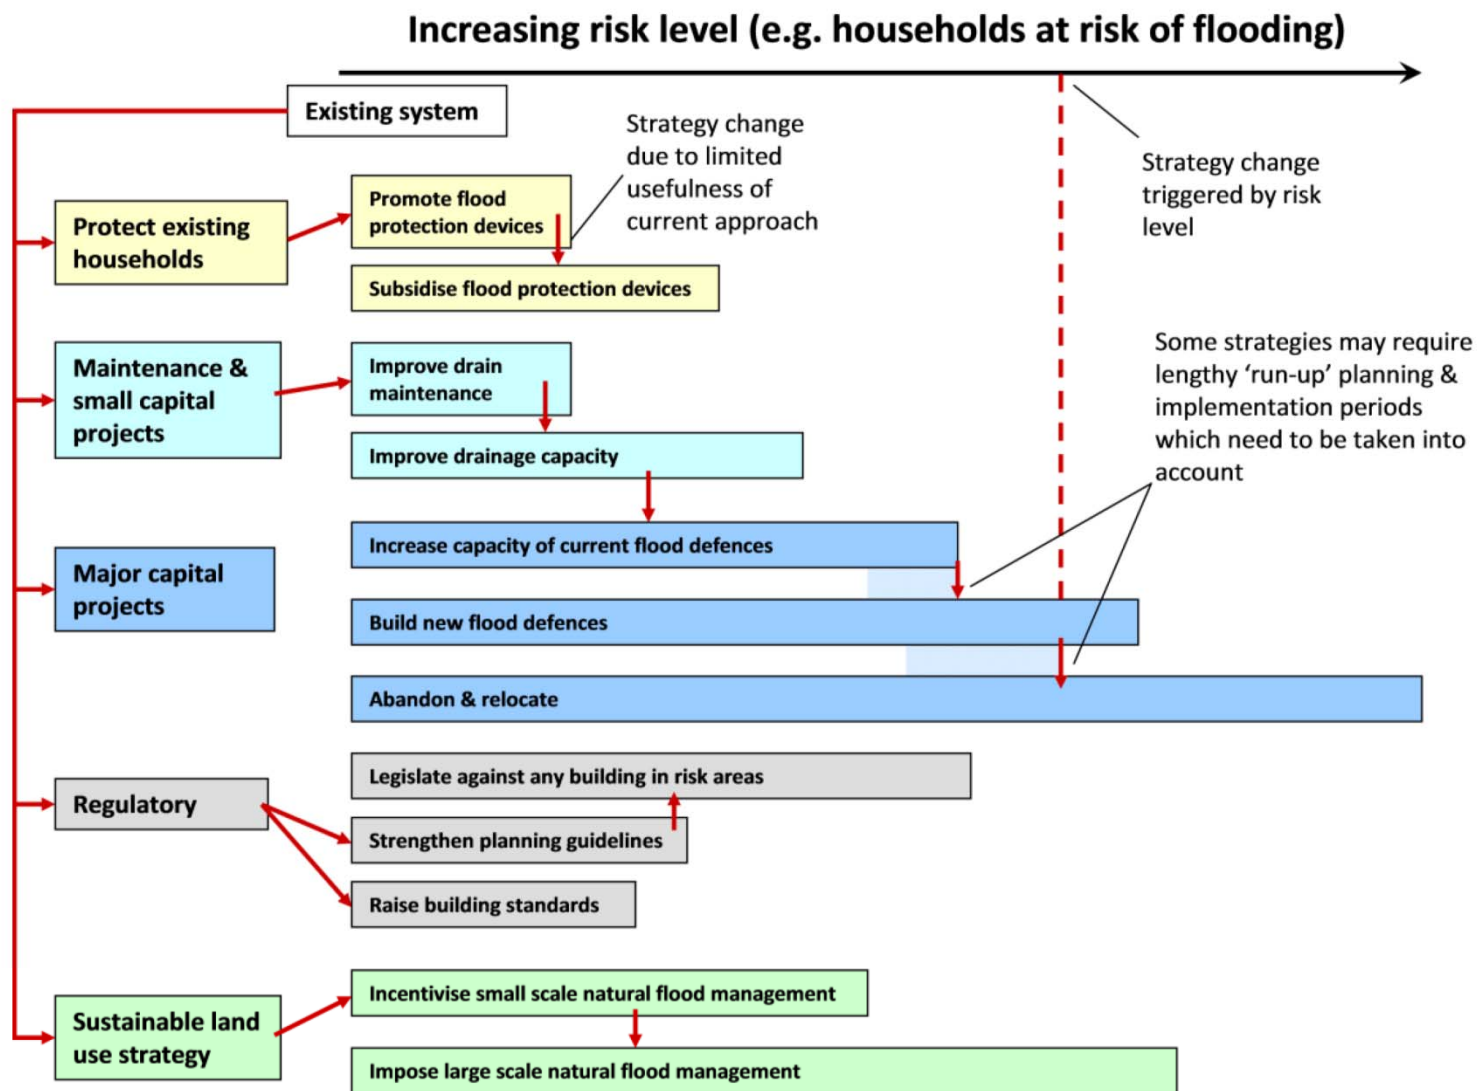 Increasing risk level (e.g. households at risk of flooding)
Existing system
Strategy change
due to limited
usefulness of
current approach
Strategy change
triggered by risk
level
Protect existing
households
Promote flood
protection devices
Subsidise flood protection devices
Some strategies may require
lengthy ‘run-up’ planning &
implementation periods
which need to be taken into
account
Maintenance &
small capital
projects
Improve drain
maintenance
Improve drainage capacity
Major capital
projects
Increase capacity of current flood defences
Build new flood defences
Abandon & relocate
Regulatory
Legislate against any building in risk areas
Strengthen planning guidelines
Raise building standards
Sustainable land
use strategy
Incentivise small scale natural flood management
Impose large scale natural flood management